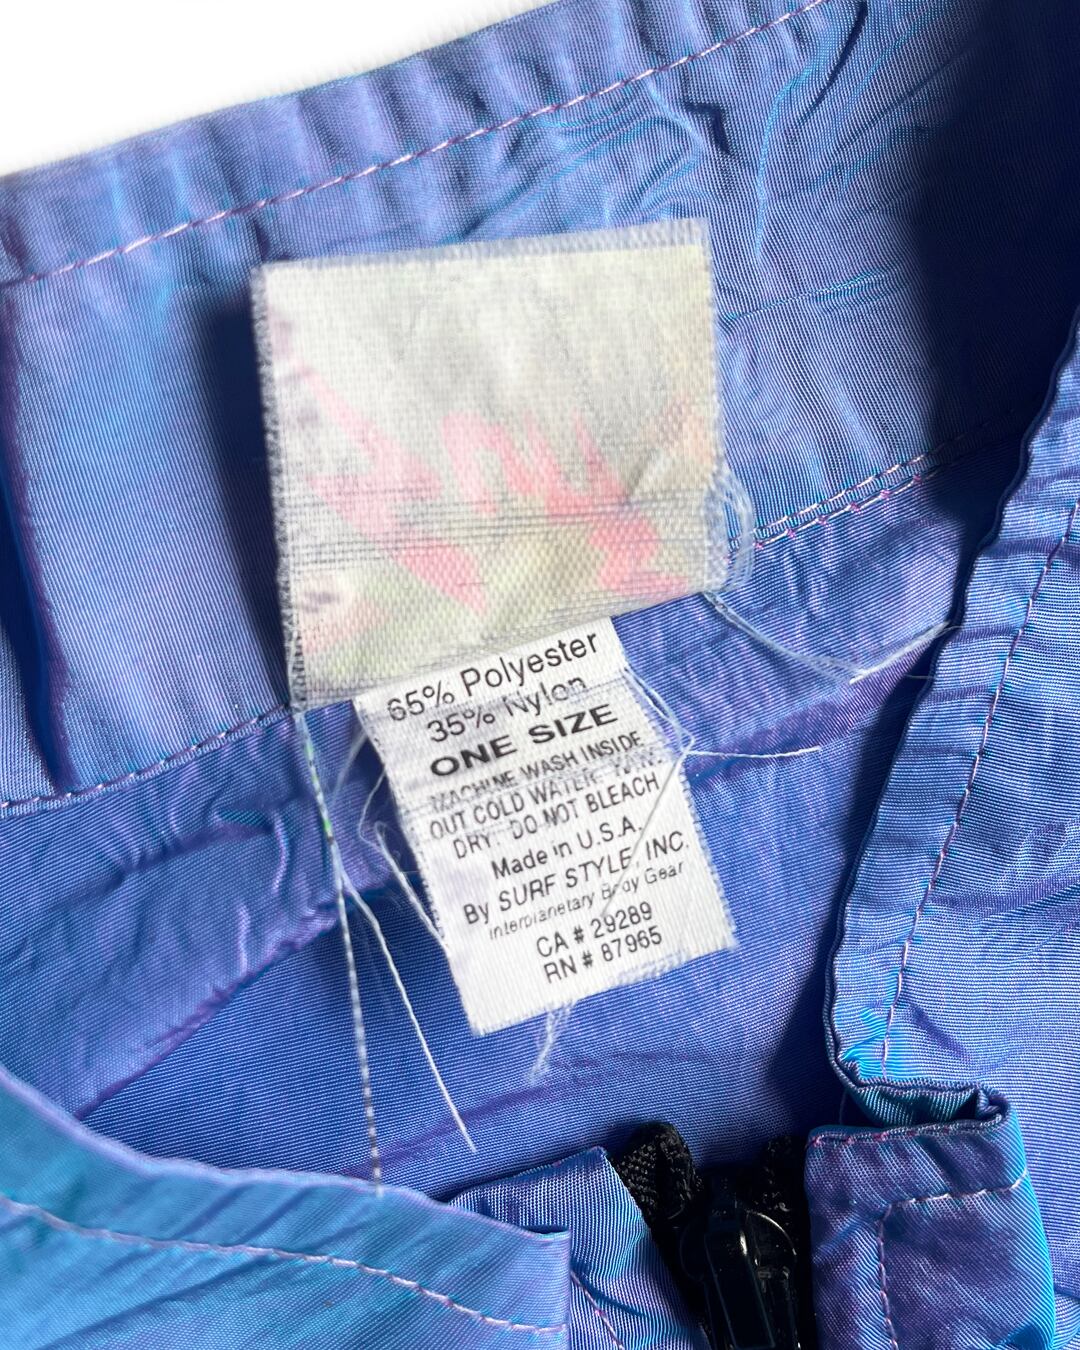 65% Polyester
35% Nylon
ONE SIZE
MACHINE WASH INSIDE
OUT COLD WATER
DRY. DO NOT BLEACH
Made in U.S.A.
By SURF STYLE, INC.
Interplanetary Body Gear
CA # 29289
RN # 87965